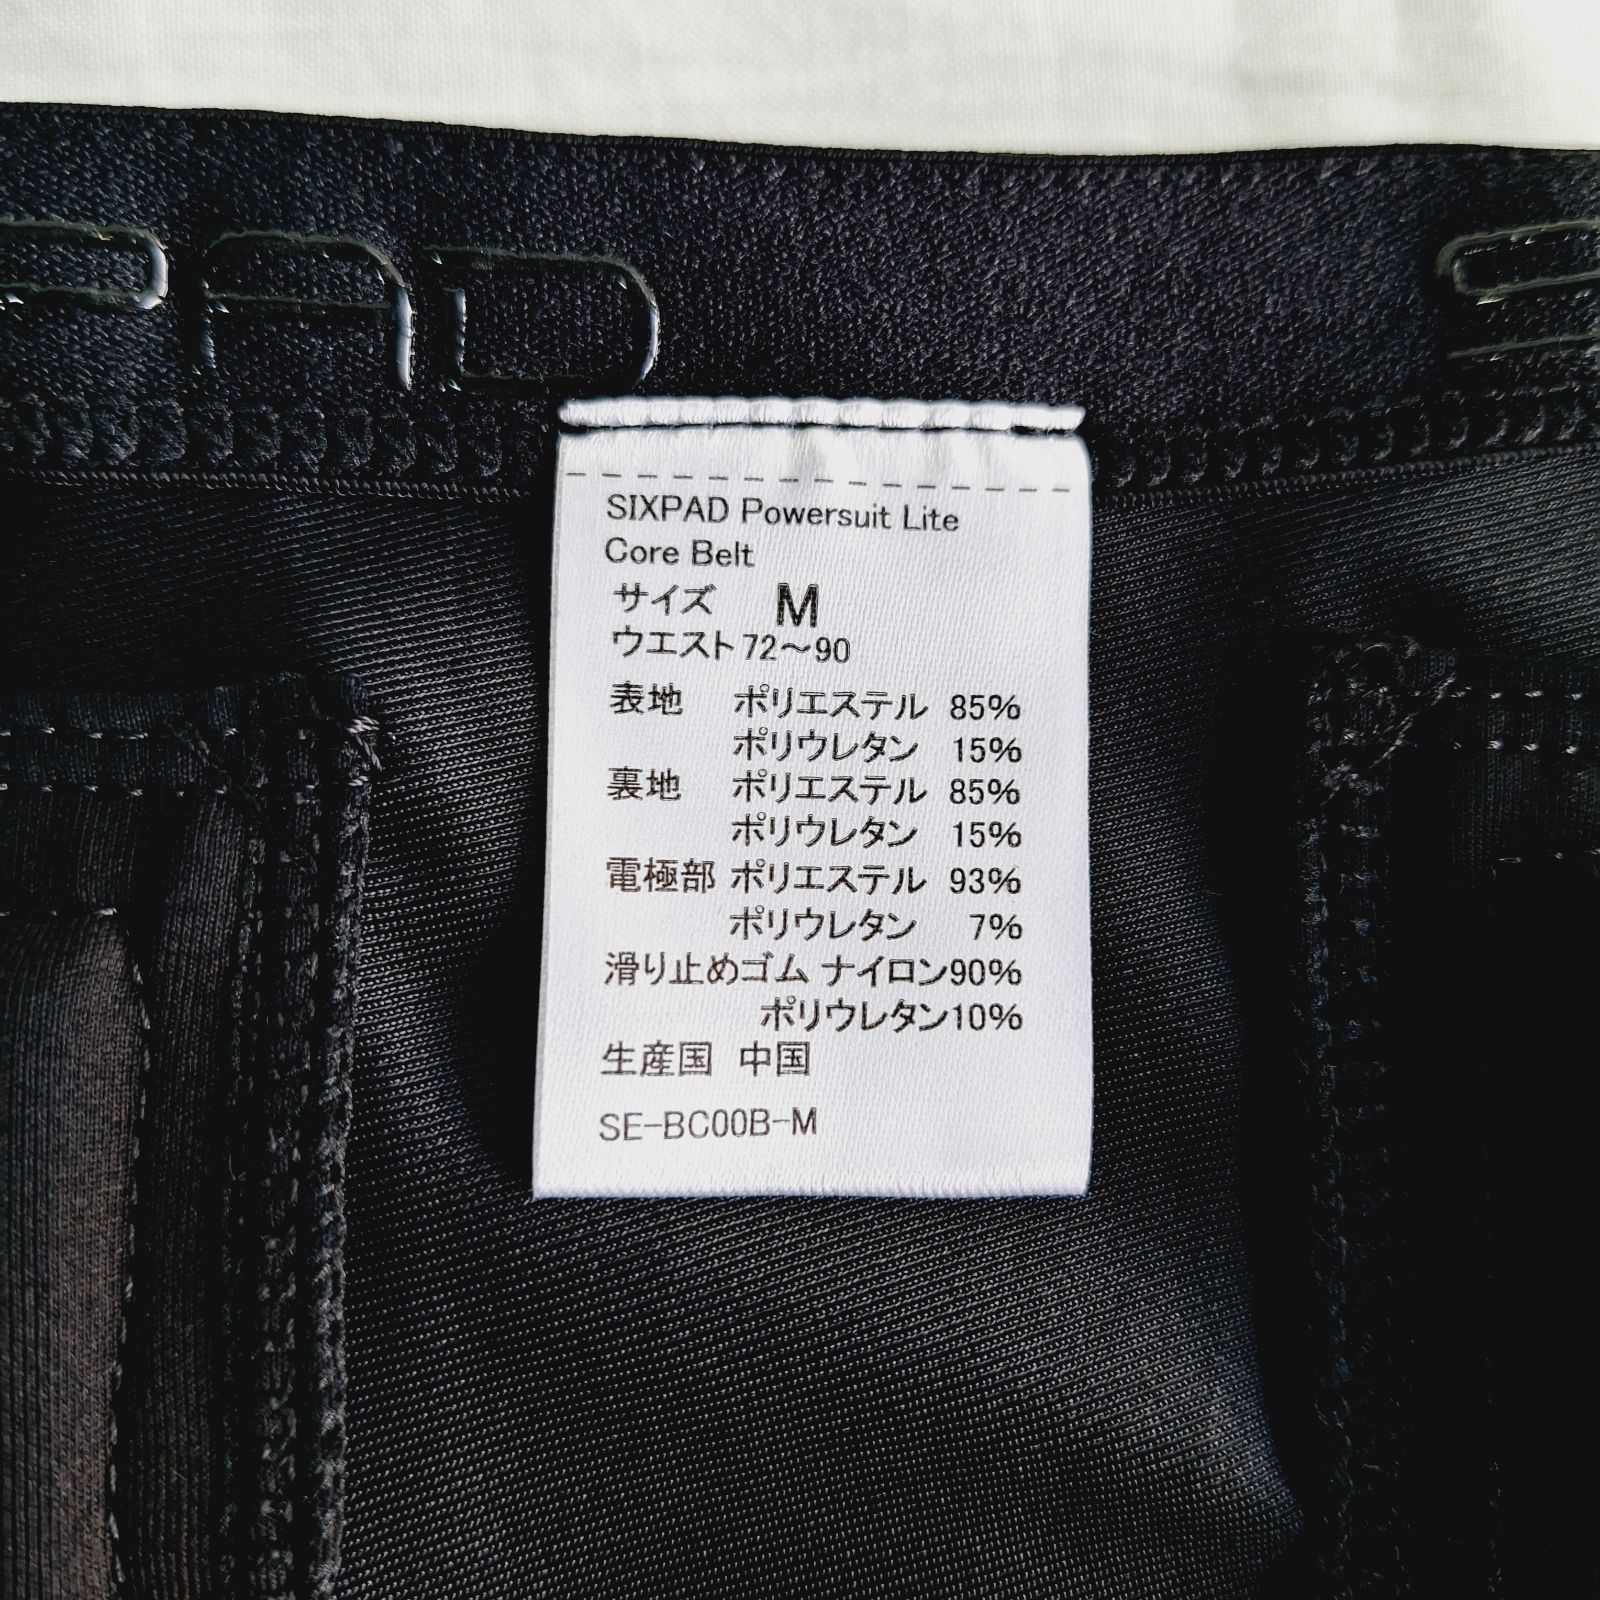 PAD S
SIXPAD Powersuit Lite
Core Belt
サイズ M
ウエスト 72～90
表地 ポリエステル 85%
ポリウレタン 15%
裏地 ポリエステル 85%
ポリウレタン 15%
電極部 ポリエステル 93%
ポリウレタン 7%
滑り止めゴム ナイロン90%
ポリウレタン10%
生産国 中国
SE-BC00B-M